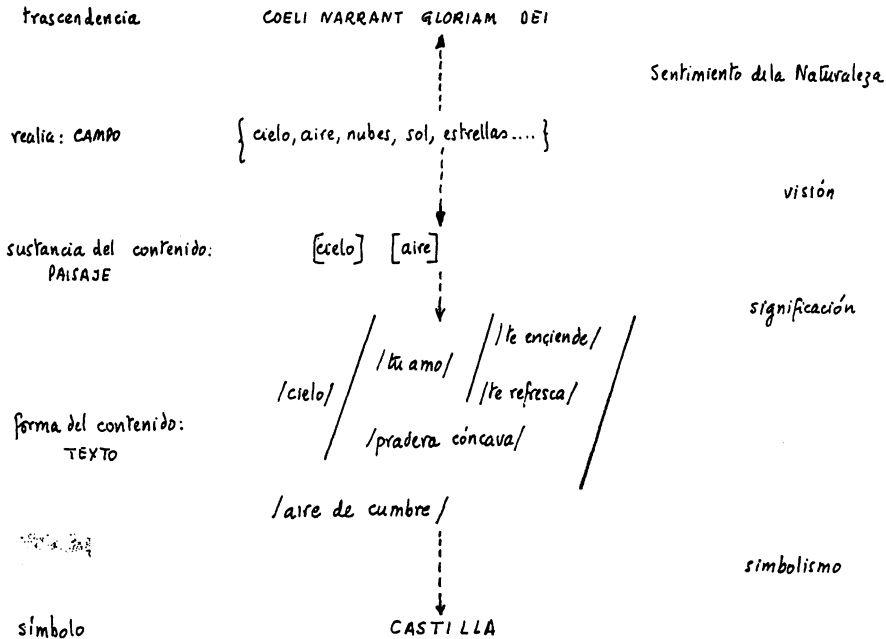 trascendencia COELI NARRANT GLORIAM DEI
Sentimiento de la Naturaleza
realia: CAMPO { cielo, aire, nubes, sol, estrellas.... }
visión
sustancia del contenido: [cielo] [aire]
PAISAJE
significación
/te enciende/
/tu amo/
/cielo/ /te refresca/
forma del contenido: /pradera cóncava/
TEXTO
/aire de cumbre/
simbolismo
símbolo CASTILLA